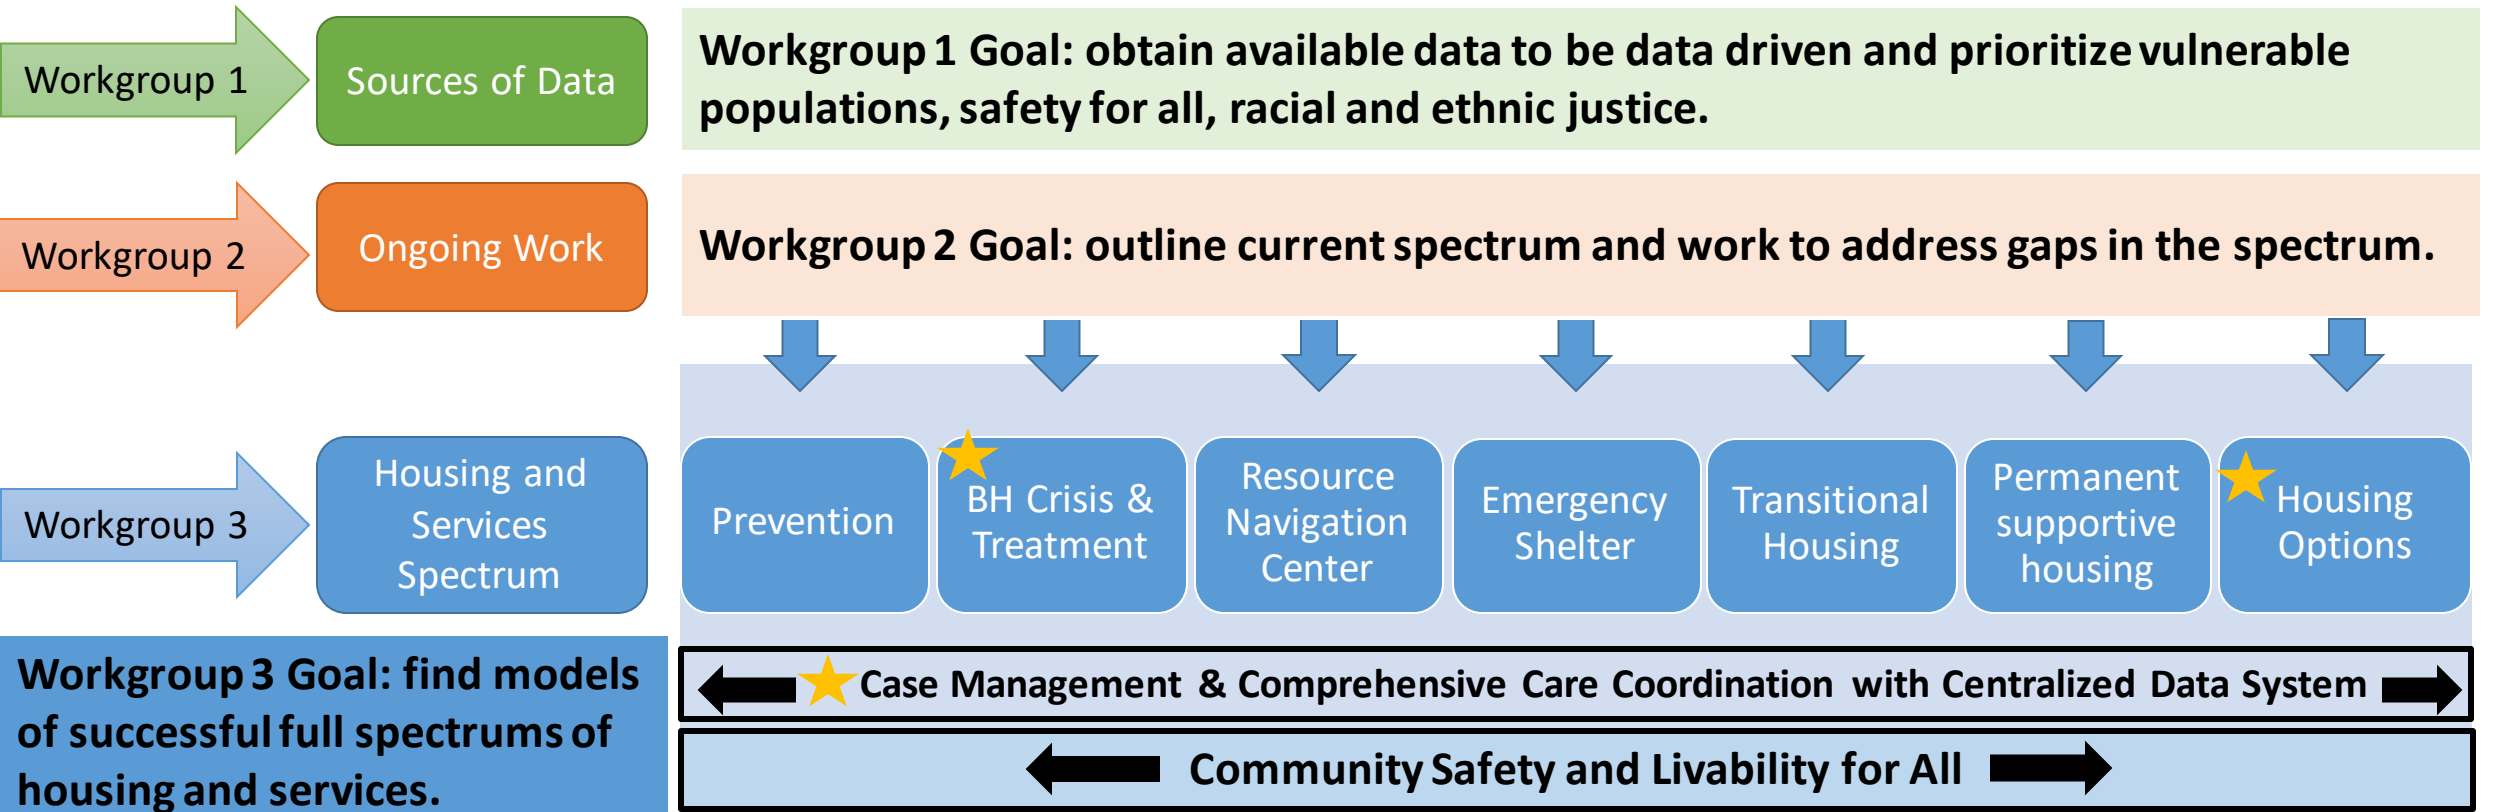 Workgroup 1
Sources of Data
Workgroup 1 Goal: obtain available data to be data driven and prioritize vulnerable
populations, safety for all, racial and ethnic justice.
Workgroup 2
Ongoing Work
Workgroup 2 Goal: outline current spectrum and work to address gaps in the spectrum.
Workgroup 3
Housing and
Services
Spectrum
Prevention
BH Crisis &
Treatment
Resource
Navigation
Center
Emergency
Shelter
Transitional
Housing
Permanent
supportive
housing
Housing
Options
Workgroup 3 Goal: find models
of successful full spectrums of
housing and services.
Case Management & Comprehensive Care Coordination with Centralized Data System
Community Safety and Livability for All